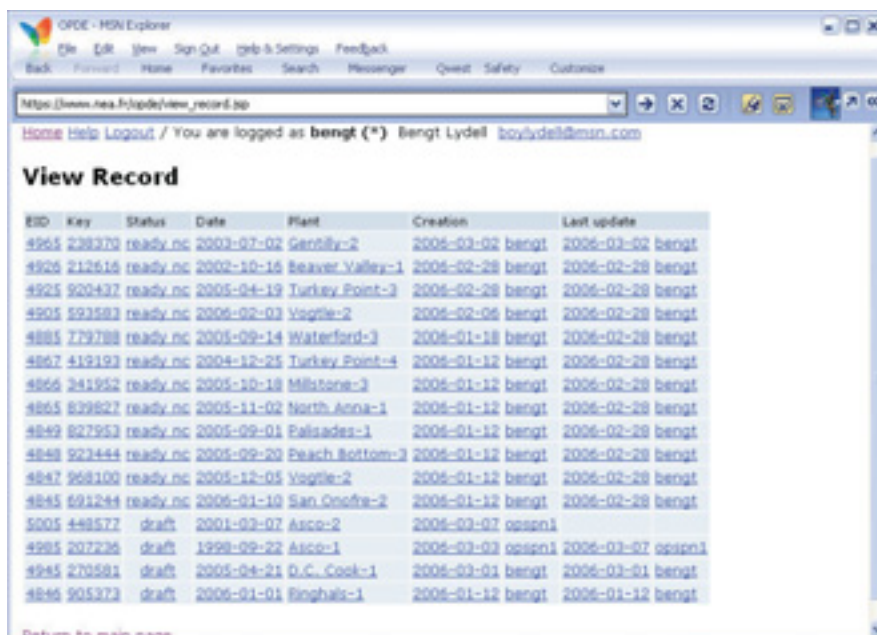 OPDE - MSN Explorer
File Edit View Sign Out Help & Settings Feedback
Back Forward Home Favorites Search Messenger Qwest Safety Customize
https://www.nea.fr/opde/view_record.jsp
Home Help Logout / You are logged as bengt (*) Bengt Lydell boylydell@msn.com
View Record
EID Key Status Date Plant Creation Last update
4965 238370 ready nc 2003-07-02 Gentilly-2 2006-03-02 bengt 2006-03-02 bengt
4926 212616 ready nc 2002-10-16 Beaver Valley-1 2006-02-28 bengt 2006-02-28 bengt
4925 920437 ready nc 2005-04-19 Turkey Point-3 2006-02-28 bengt 2006-02-28 bengt
4905 593583 ready nc 2006-02-03 Vogtle-2 2006-02-06 bengt 2006-02-28 bengt
4885 779788 ready nc 2005-09-14 Waterford-3 2006-01-18 bengt 2006-02-28 bengt
4867 419193 ready nc 2004-12-25 Turkey Point-4 2006-01-12 bengt 2006-02-28 bengt
4866 341952 ready nc 2005-10-18 Millstone-3 2006-01-12 bengt 2006-02-28 bengt
4865 839827 ready nc 2005-11-02 North Anna-1 2006-01-12 bengt 2006-02-28 bengt
4849 827953 ready nc 2005-09-01 Palisades-1 2006-01-12 bengt 2006-02-28 bengt
4848 923444 ready nc 2005-09-20 Peach Bottom-3 2006-01-12 bengt 2006-02-28 bengt
4847 968100 ready nc 2005-12-05 Vogtle-2 2006-01-12 bengt 2006-02-28 bengt
4845 691244 ready nc 2006-01-10 San Onofre-2 2006-01-12 bengt 2006-02-28 bengt
5005 448577 draft 2001-03-07 Asco-2 2006-03-07 opspn1
4985 207236 draft 1998-09-22 Asco-1 2006-03-03 opspn1 2006-03-07 opspn1
4945 270581 draft 2005-04-21 D.C. Cook-1 2006-03-01 bengt 2006-03-01 bengt
4846 905373 draft 2006-01-01 Ringhals-1 2006-01-12 bengt 2006-01-12 bengt
Return to main page